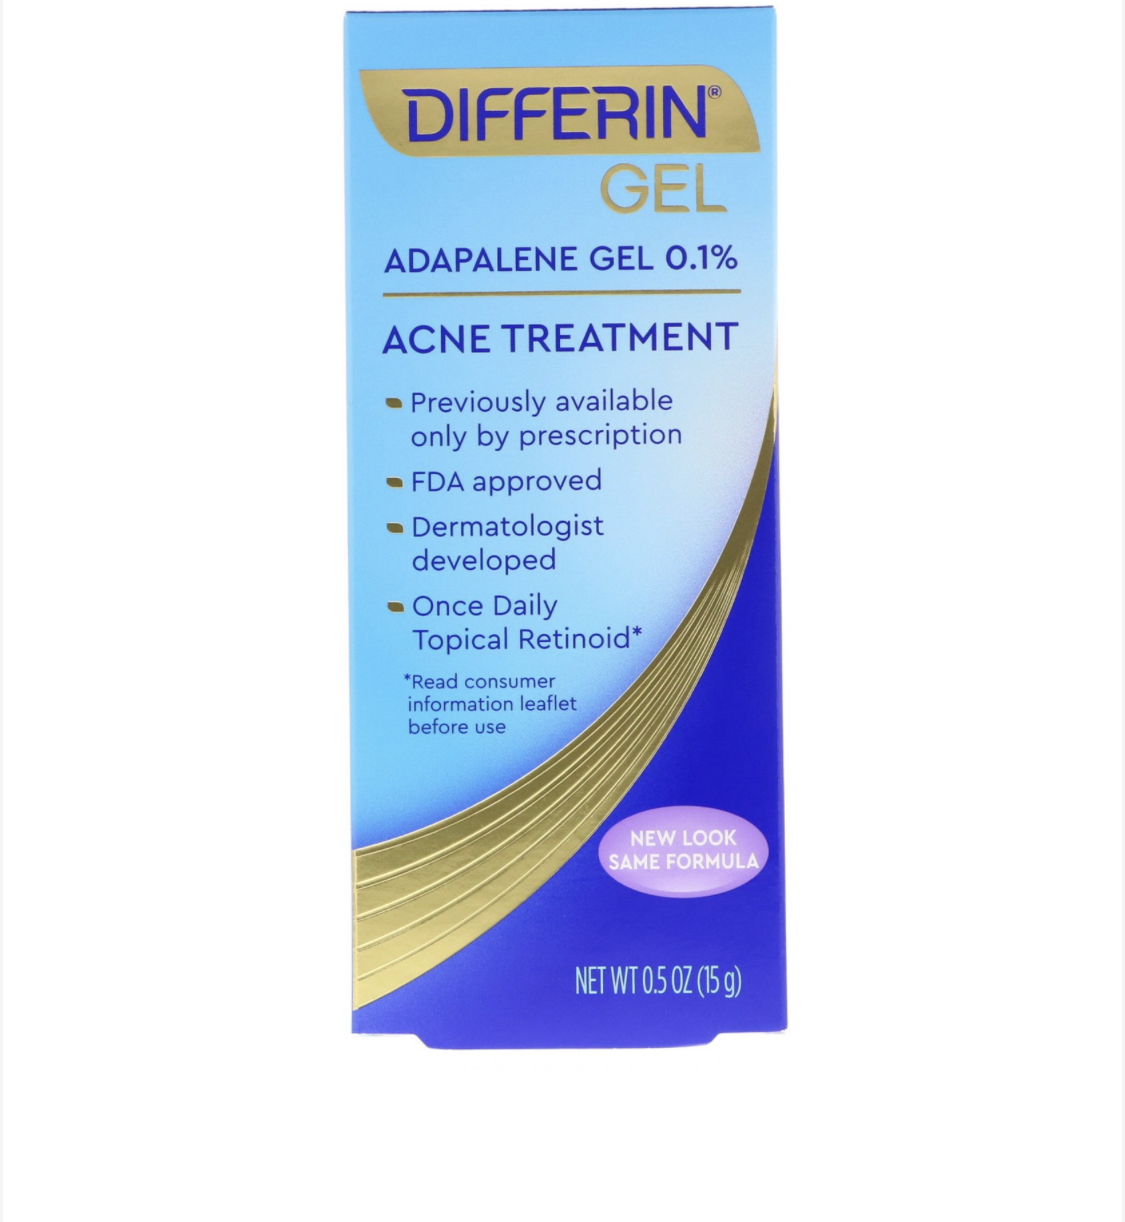 DIFFERIN®
GEL
ADAPALENE GEL 0.1%
ACNE TREATMENT
Previously available
only by prescription
FDA approved
Dermatologist
developed
Once Daily
Topical Retinoid*
*Read consumer
information leaflet
before use
NEW LOOK
SAME FORMULA
NET WT 0.5 OZ (15 g)